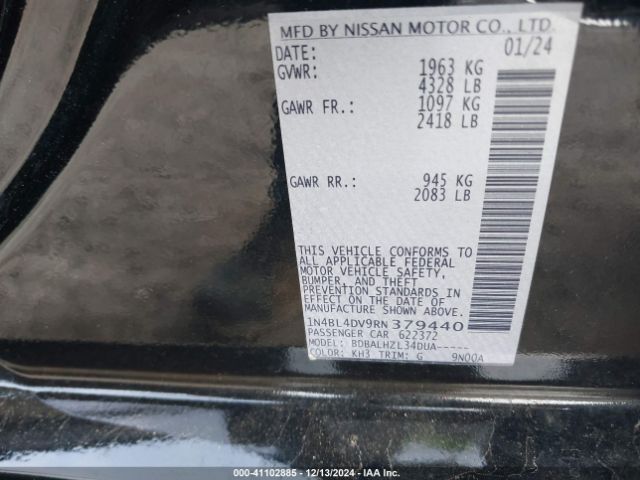 MFD BY NISSAN MOTOR CO., LTD.
DATE: 01/24
GVWR: 1963 KG
4328 LB
GAWR FR.: 1097 KG
2418 LB
GAWR RR.: 945 KG
2083 LB
THIS VEHICLE CONFORMS TO
ALL APPLICABLE FEDERAL
MOTOR VEHICLE SAFETY,
BUMPER, AND THEFT
PREVENTION STANDARDS IN
EFFECT ON THE DATE OF
MANUFACTURE SHOWN ABOVE.
1N4BL4DV9RN379440
PASSENGER CAR 622372
MODEL: BDBALHZL34DUA-----
COLOR: KH3 TRIM: G 9N00A
000-41102885 - 12/13/2024 - IAA Inc.